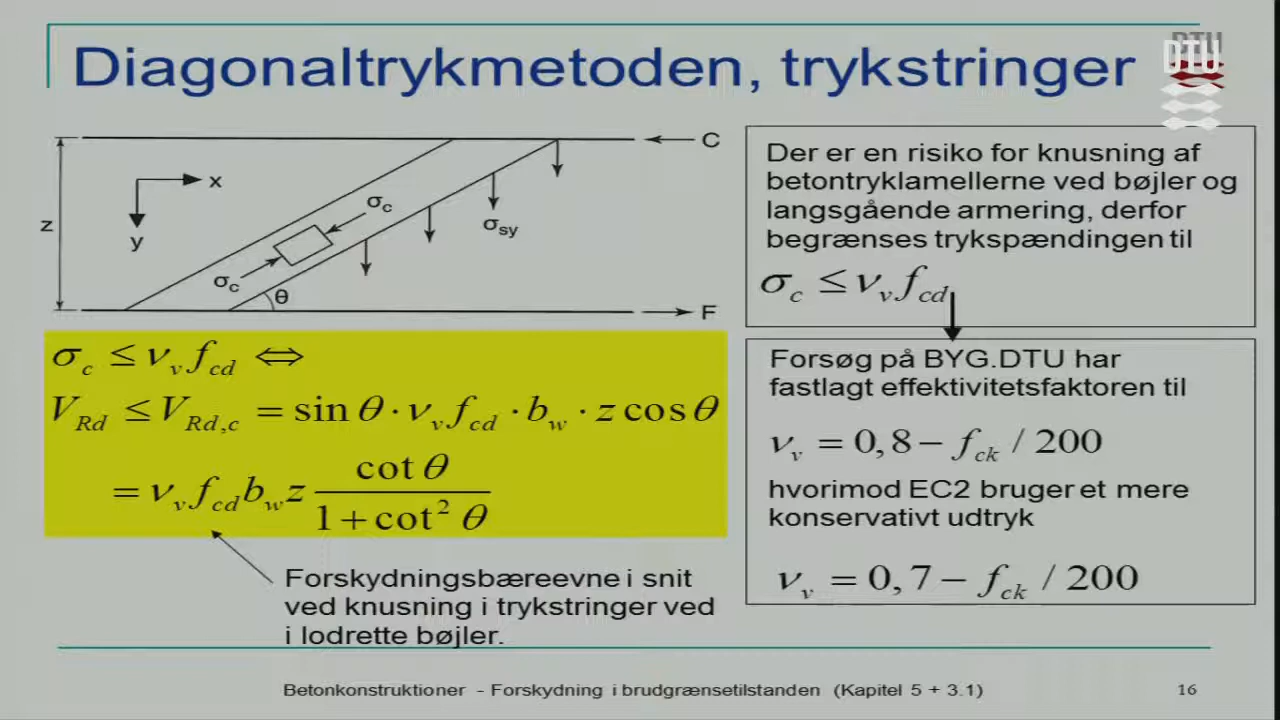 Diagonaltrykmetoden, trykstringer
DTU
C
x
y
z
σc
σc
σsy
θ
F
Der er en risiko for knusning af
betontryklamellerne ved bøjler og
langsgående armering, derfor
begrænses trykspændingen til
σc ≤ νv fcd
σc ≤ νv fcd ⇔
VRd ≤ VRd,c = sin θ · νv fcd · bw · z cos θ
= νv fcd bw z cot θ / (1 + cot² θ)
Forskydningsbæreevne i snit
ved knusning i trykstringer ved
i lodrette bøjler.
Forsøg på BYG.DTU har
fastlagt effektivitetsfaktoren til
νv = 0,8 − fck / 200
hvorimod EC2 bruger et mere
konservativt udtryk
νv = 0,7 − fck / 200
Betonkonstruktioner - Forskydning i brudgrænsetilstanden (Kapitel 5 + 3.1)
16